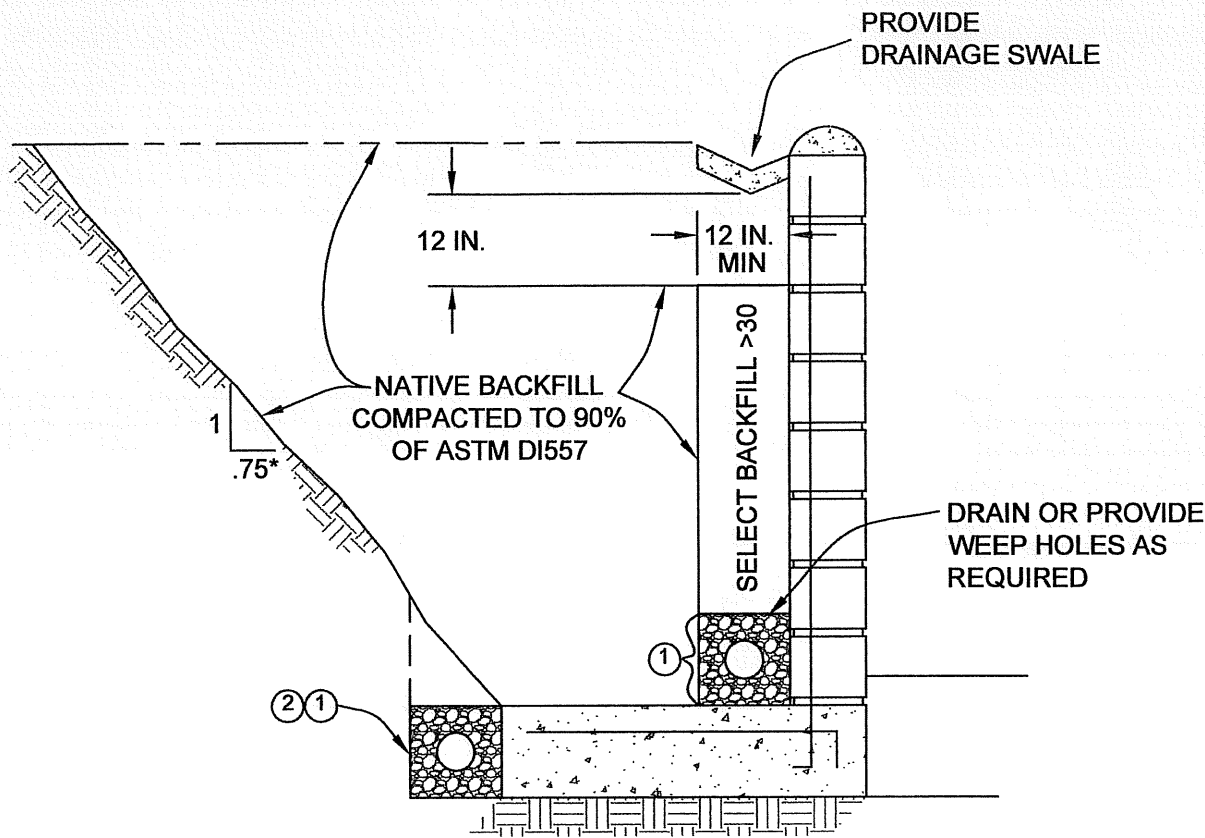 PROVIDE
DRAINAGE SWALE
12 IN.
12 IN.
MIN
SELECT BACKFILL >30
NATIVE BACKFILL
COMPACTED TO 90%
OF ASTM DI557
1
.75*
DRAIN OR PROVIDE
WEEP HOLES AS
REQUIRED
1
2 1